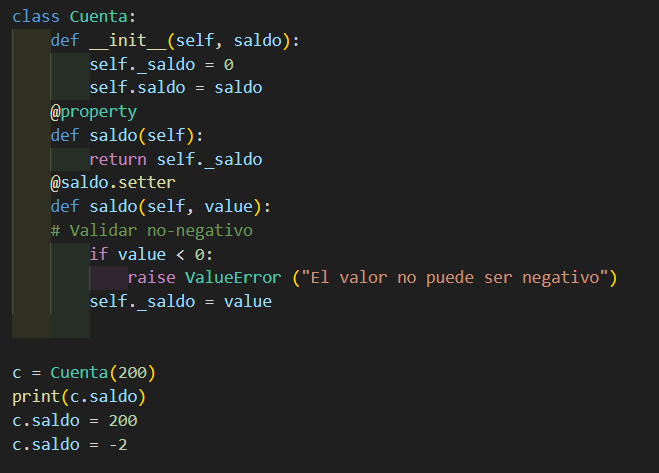 class Cuenta:
    def __init__(self, saldo):
        self._saldo = 0
        self.saldo = saldo
    @property
    def saldo(self):
        return self._saldo
    @saldo.setter
    def saldo(self, value):
    # Validar no-negativo
        if value < 0:
            raise ValueError ("El valor no puede ser negativo")
        self._saldo = value

c = Cuenta(200)
print(c.saldo)
c.saldo = 200
c.saldo = -2